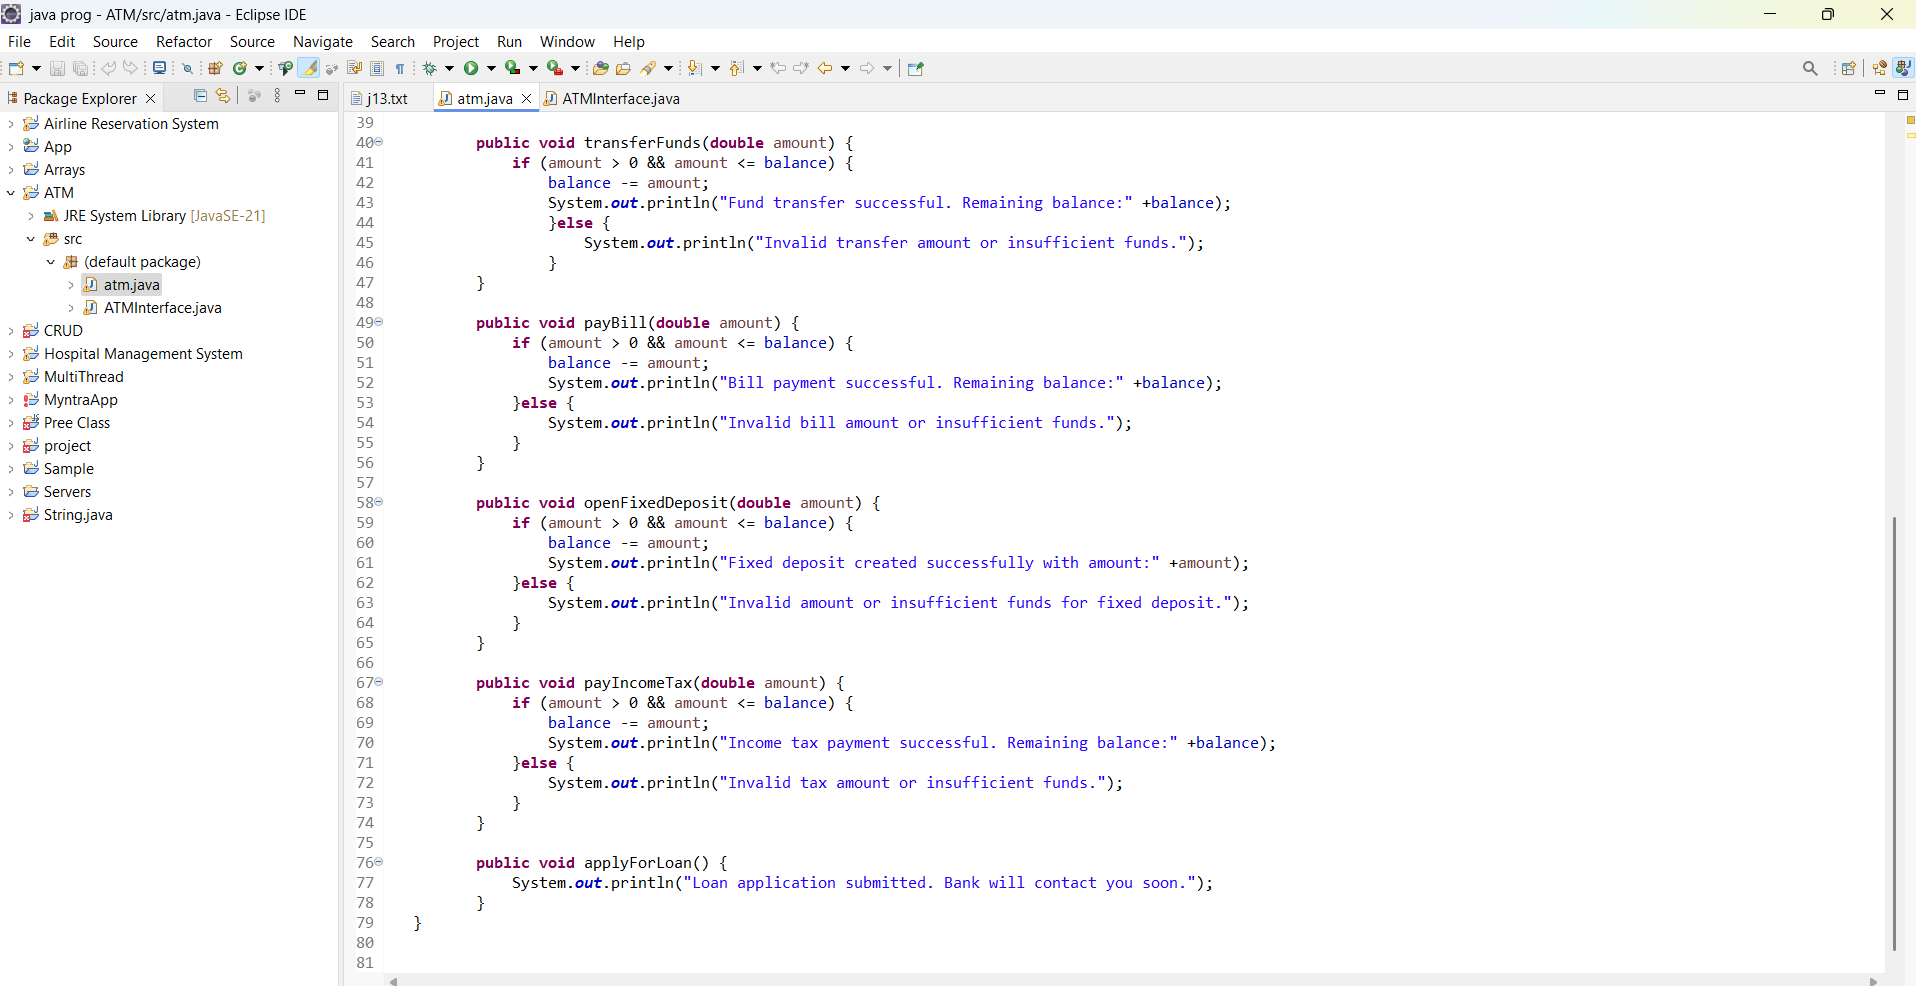 java prog - ATM/src/atm.java - Eclipse IDE
File Edit Source Refactor Source Navigate Search Project Run Window Help
Package Explorer
Airline Reservation System
App
Arrays
ATM
JRE System Library [JavaSE-21]
src
(default package)
atm.java
ATMInterface.java
CRUD
Hospital Management System
MultiThread
MyntraApp
Pree Class
project
Sample
Servers
String.java
j13.txt atm.java ATMInterface.java
39
40 public void transferFunds(double amount) {
41 if (amount > 0 && amount <= balance) {
42 balance -= amount;
43 System.out.println("Fund transfer successful. Remaining balance:" +balance);
44 }else {
45 System.out.println("Invalid transfer amount or insufficient funds.");
46 }
47 }
48
49 public void payBill(double amount) {
50 if (amount > 0 && amount <= balance) {
51 balance -= amount;
52 System.out.println("Bill payment successful. Remaining balance:" +balance);
53 }else {
54 System.out.println("Invalid bill amount or insufficient funds.");
55 }
56 }
57
58 public void openFixedDeposit(double amount) {
59 if (amount > 0 && amount <= balance) {
60 balance -= amount;
61 System.out.println("Fixed deposit created successfully with amount:" +amount);
62 }else {
63 System.out.println("Invalid amount or insufficient funds for fixed deposit.");
64 }
65 }
66
67 public void payIncomeTax(double amount) {
68 if (amount > 0 && amount <= balance) {
69 balance -= amount;
70 System.out.println("Income tax payment successful. Remaining balance:" +balance);
71 }else {
72 System.out.println("Invalid tax amount or insufficient funds.");
73 }
74 }
75
76 public void applyForLoan() {
77 System.out.println("Loan application submitted. Bank will contact you soon.");
78 }
79 }
80
81